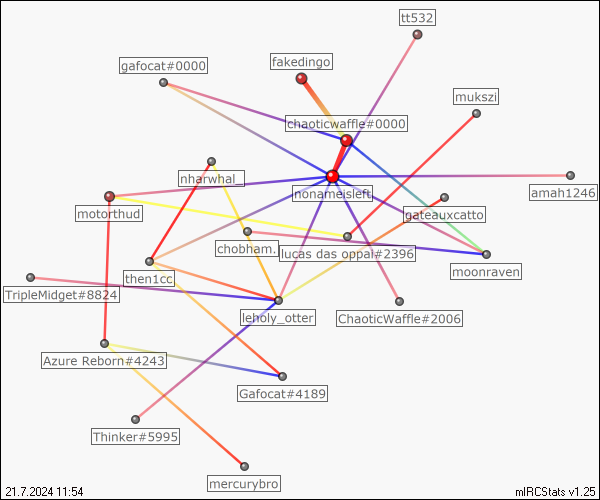 tt532
fakedingo
gafocat#0000
mukszi
chaoticwaffle#0000
nharwhal_
nonameisleft
amah1246
motorthud
gateauxcatto
chobham.
lucas das oppal#2396
moonraven
then1cc
TripleMidget#8824
leholy_otter
ChaoticWaffle#2006
Azure Reborn#4243
Gafocat#4189
Thinker#5995
mercurybro
21.7.2024 11:54
mIRCStats v1.25